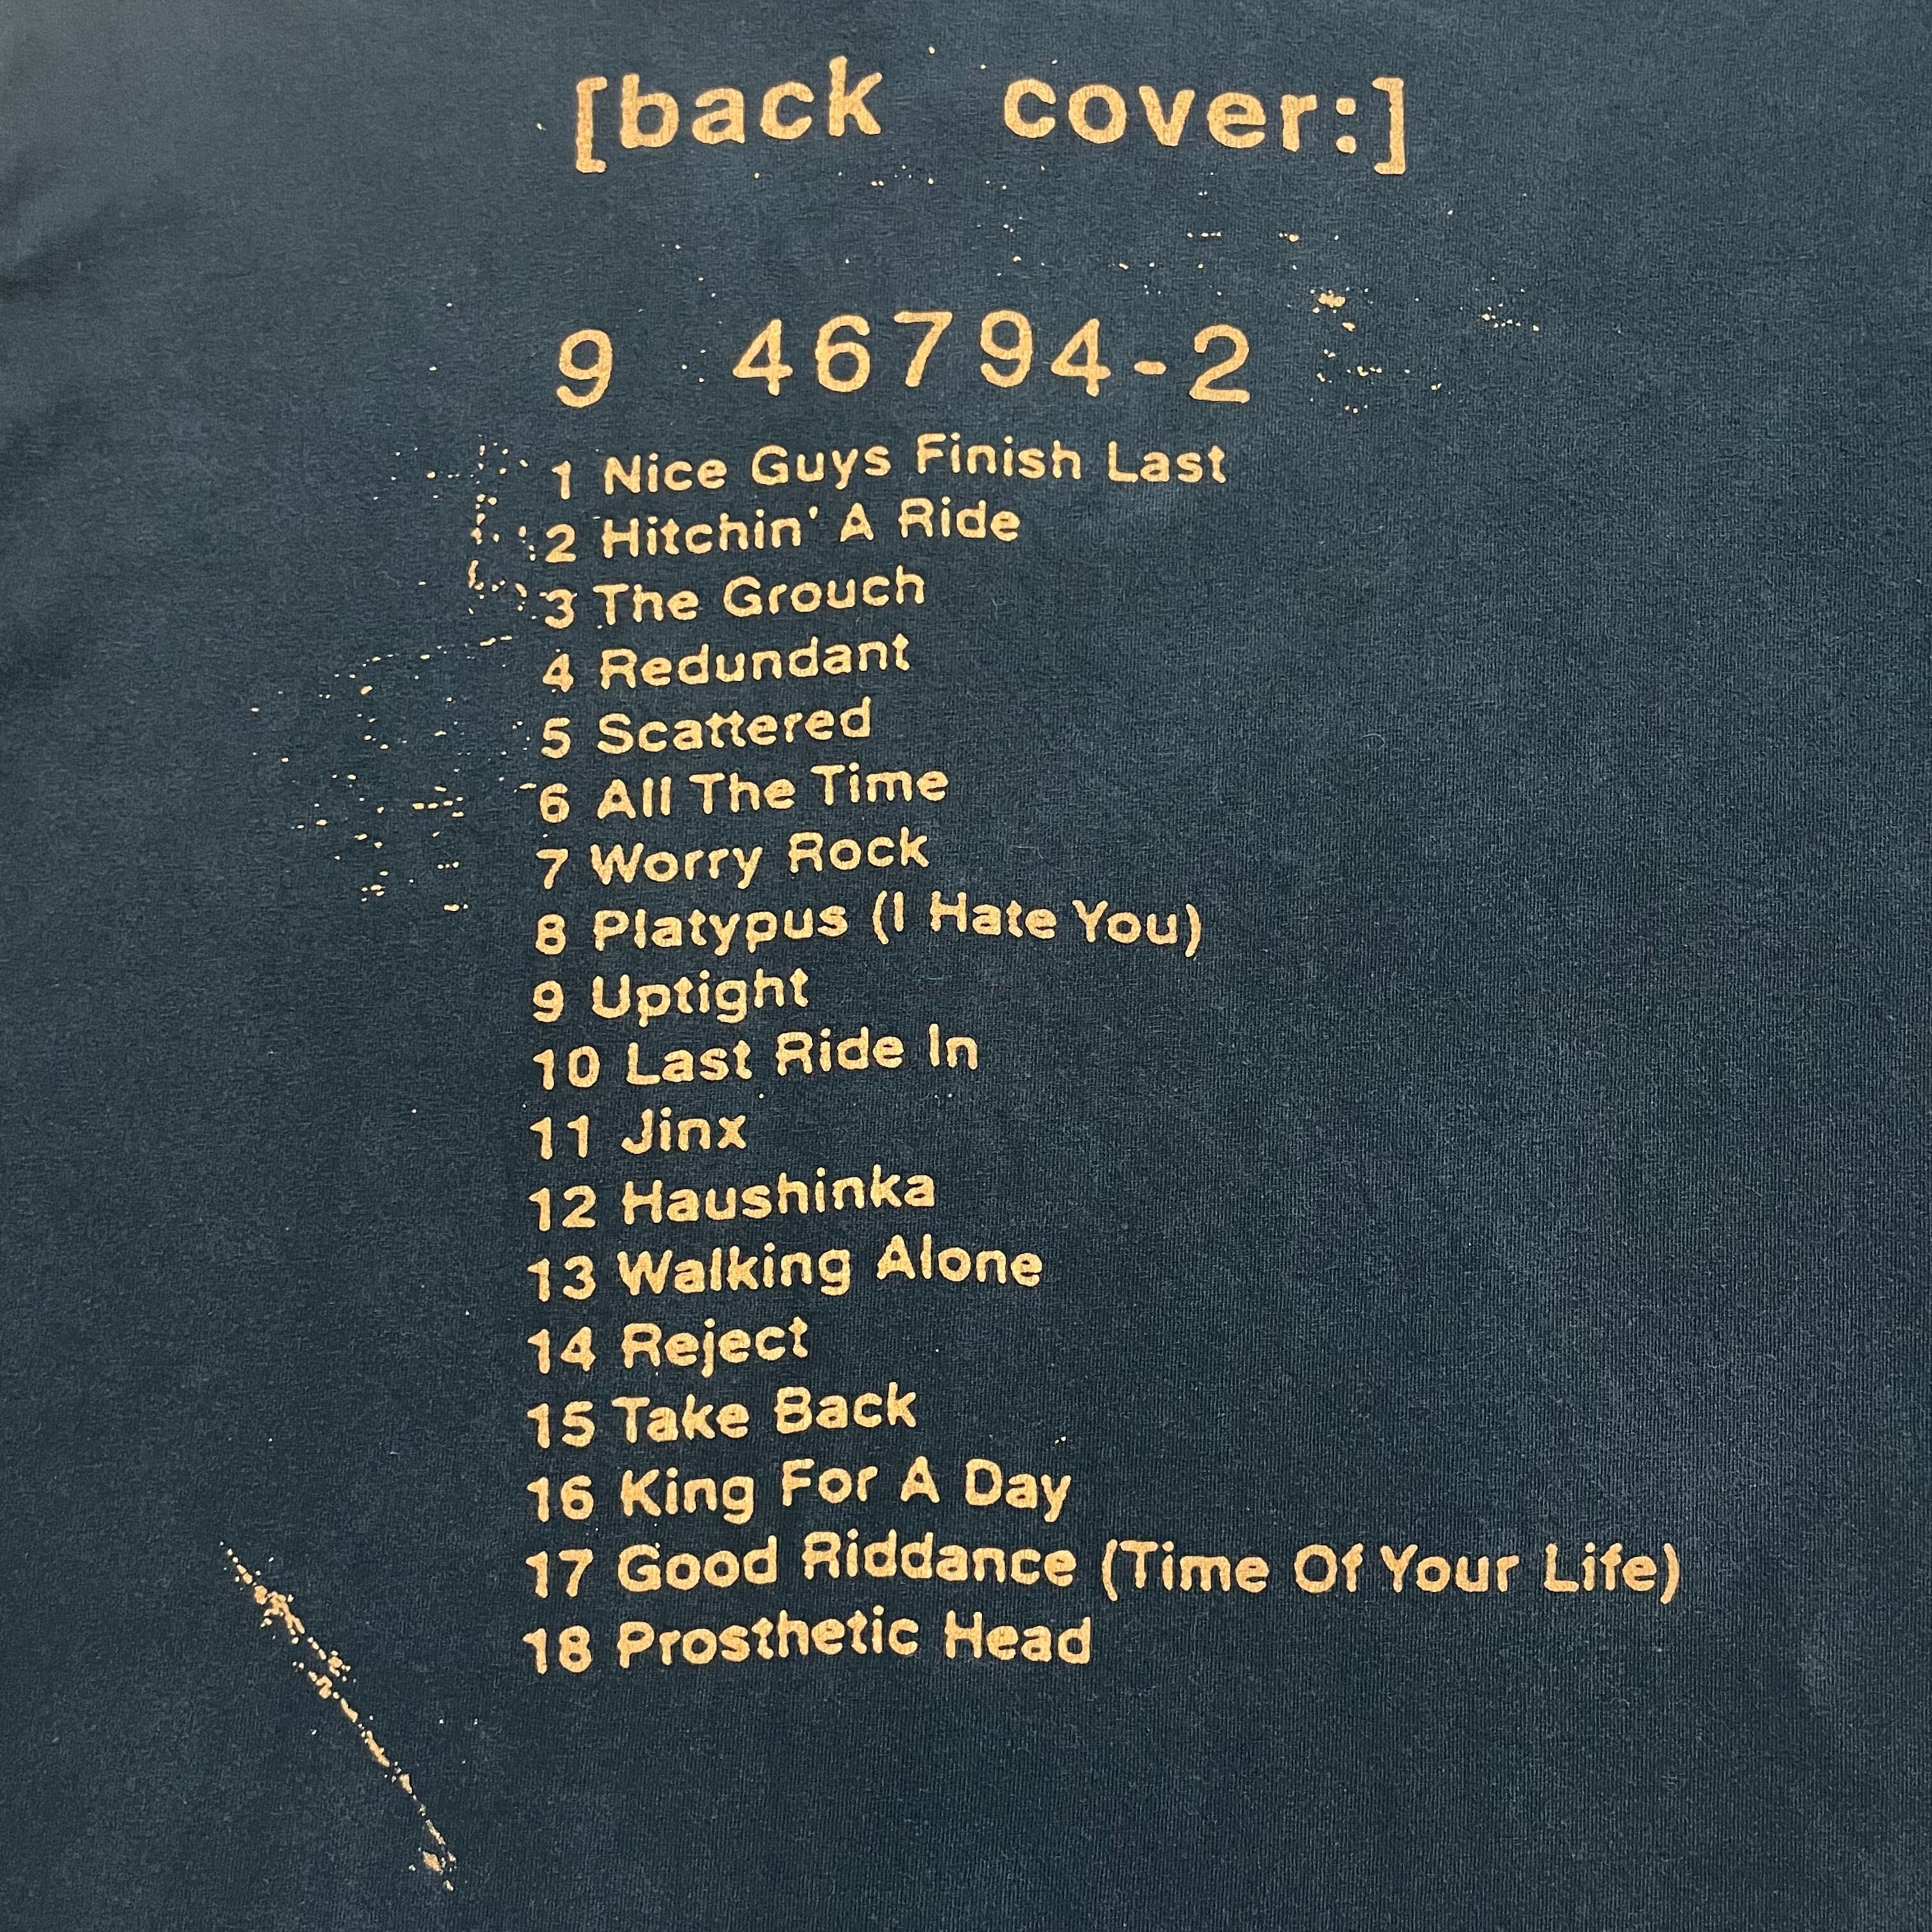 [back cover:]
9 46794-2
1 Nice Guys Finish Last
2 Hitchin' A Ride
3 The Grouch
4 Redundant
5 Scattered
6 All The Time
7 Worry Rock
8 Platypus (I Hate You)
9 Uptight
10 Last Ride In
11 Jinx
12 Haushinka
13 Walking Alone
14 Reject
15 Take Back
16 King For A Day
17 Good Riddance (Time Of Your Life)
18 Prosthetic Head